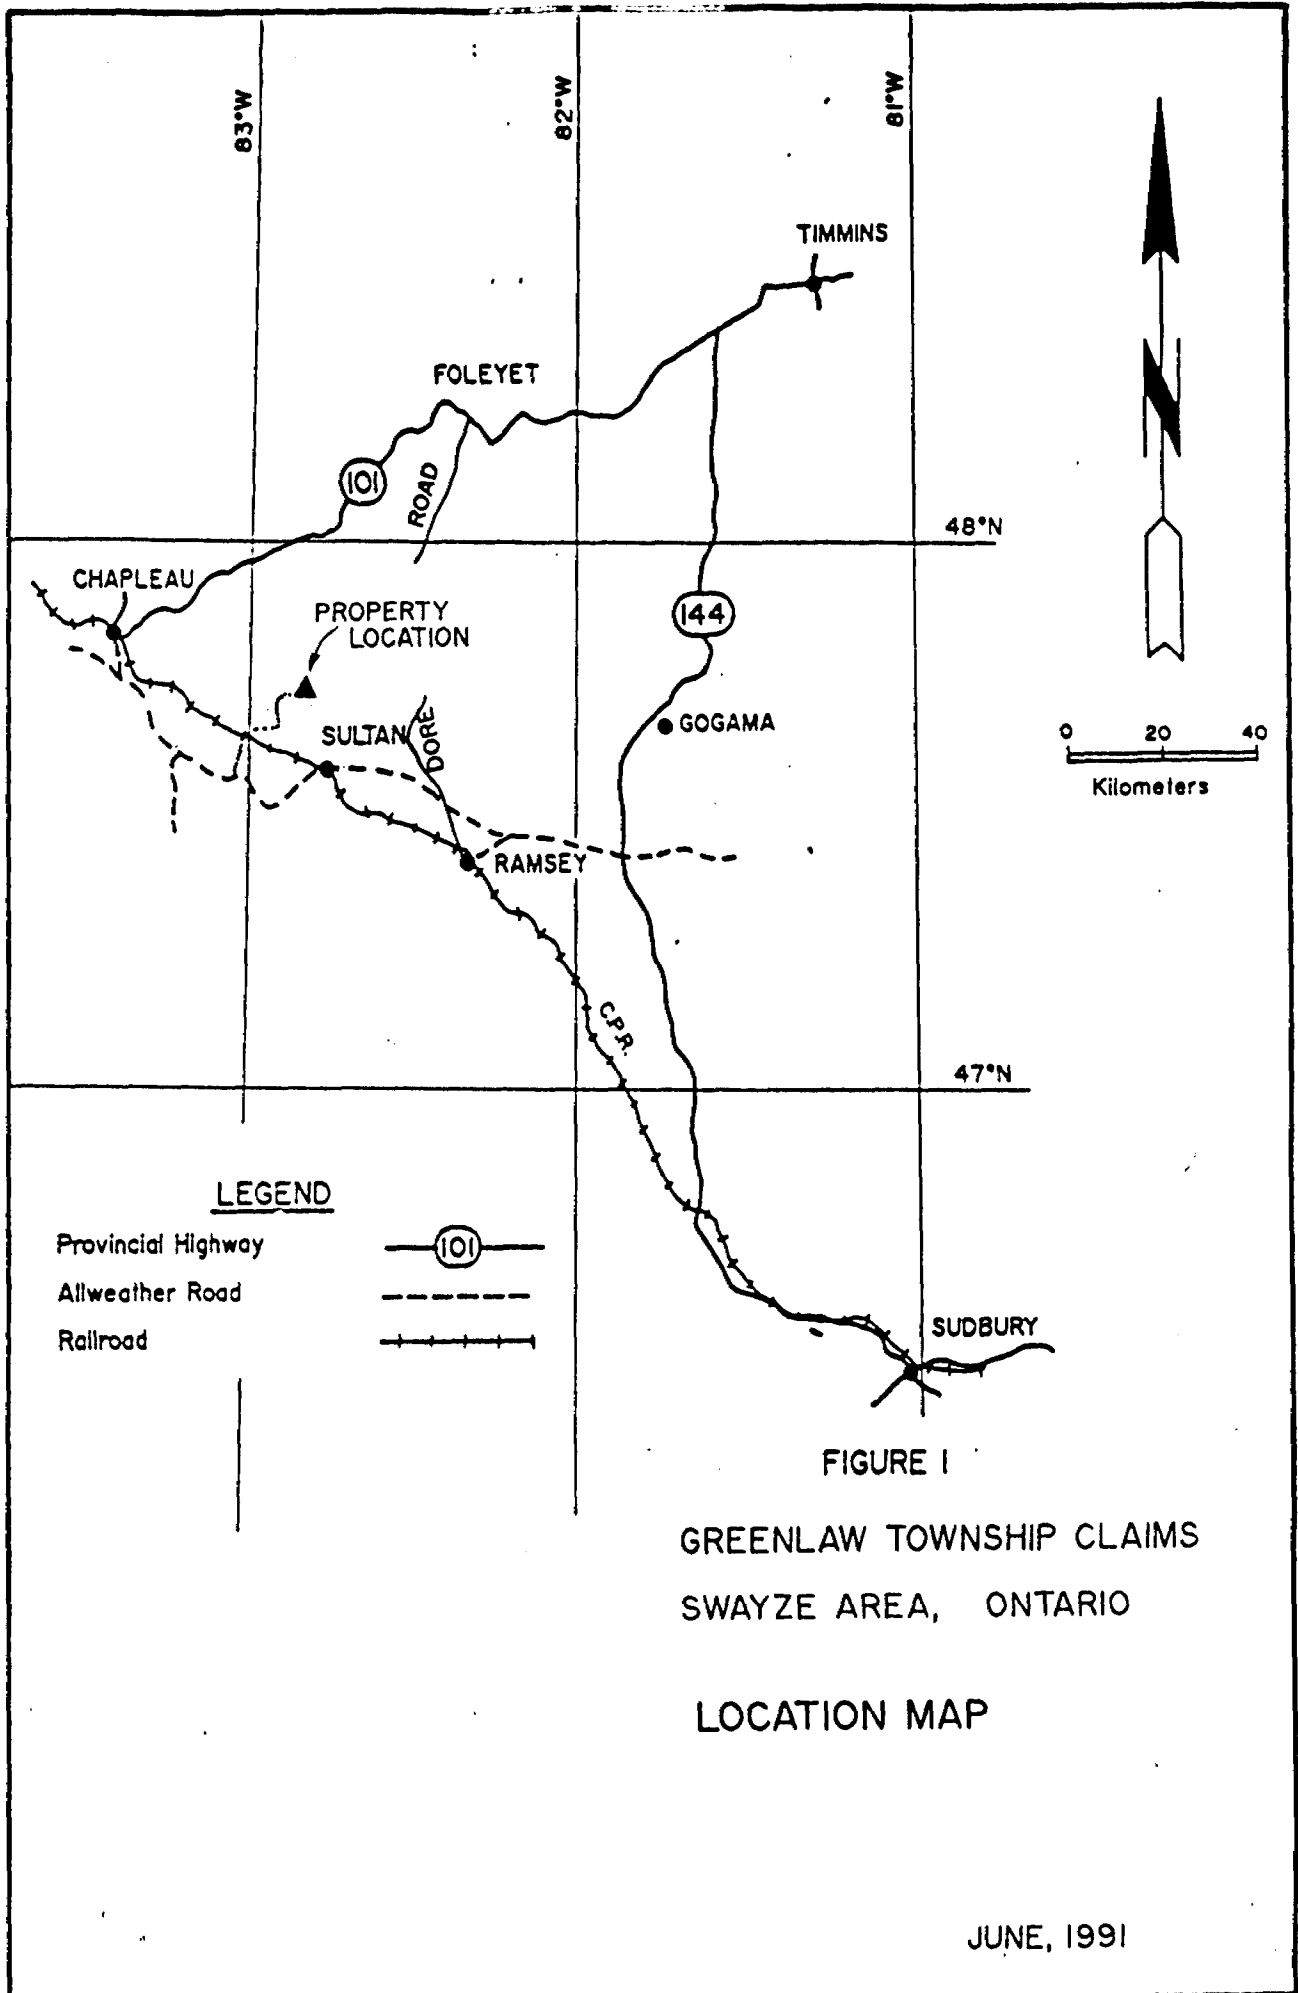 83°W
82°W
81°W
TIMMINS
FOLEYET
101
ROAD
48°N
CHAPLEAU
PROPERTY
LOCATION
144
SULTAN
DORE
GOGAMA
0 20 40
Kilometers
RAMSEY
C.P.R.
47°N
LEGEND
Provincial Highway 101
Allweather Road
Railroad
SUDBURY
N
FIGURE 1
GREENLAW TOWNSHIP CLAIMS
SWAYZE AREA, ONTARIO
LOCATION MAP
JUNE, 1991